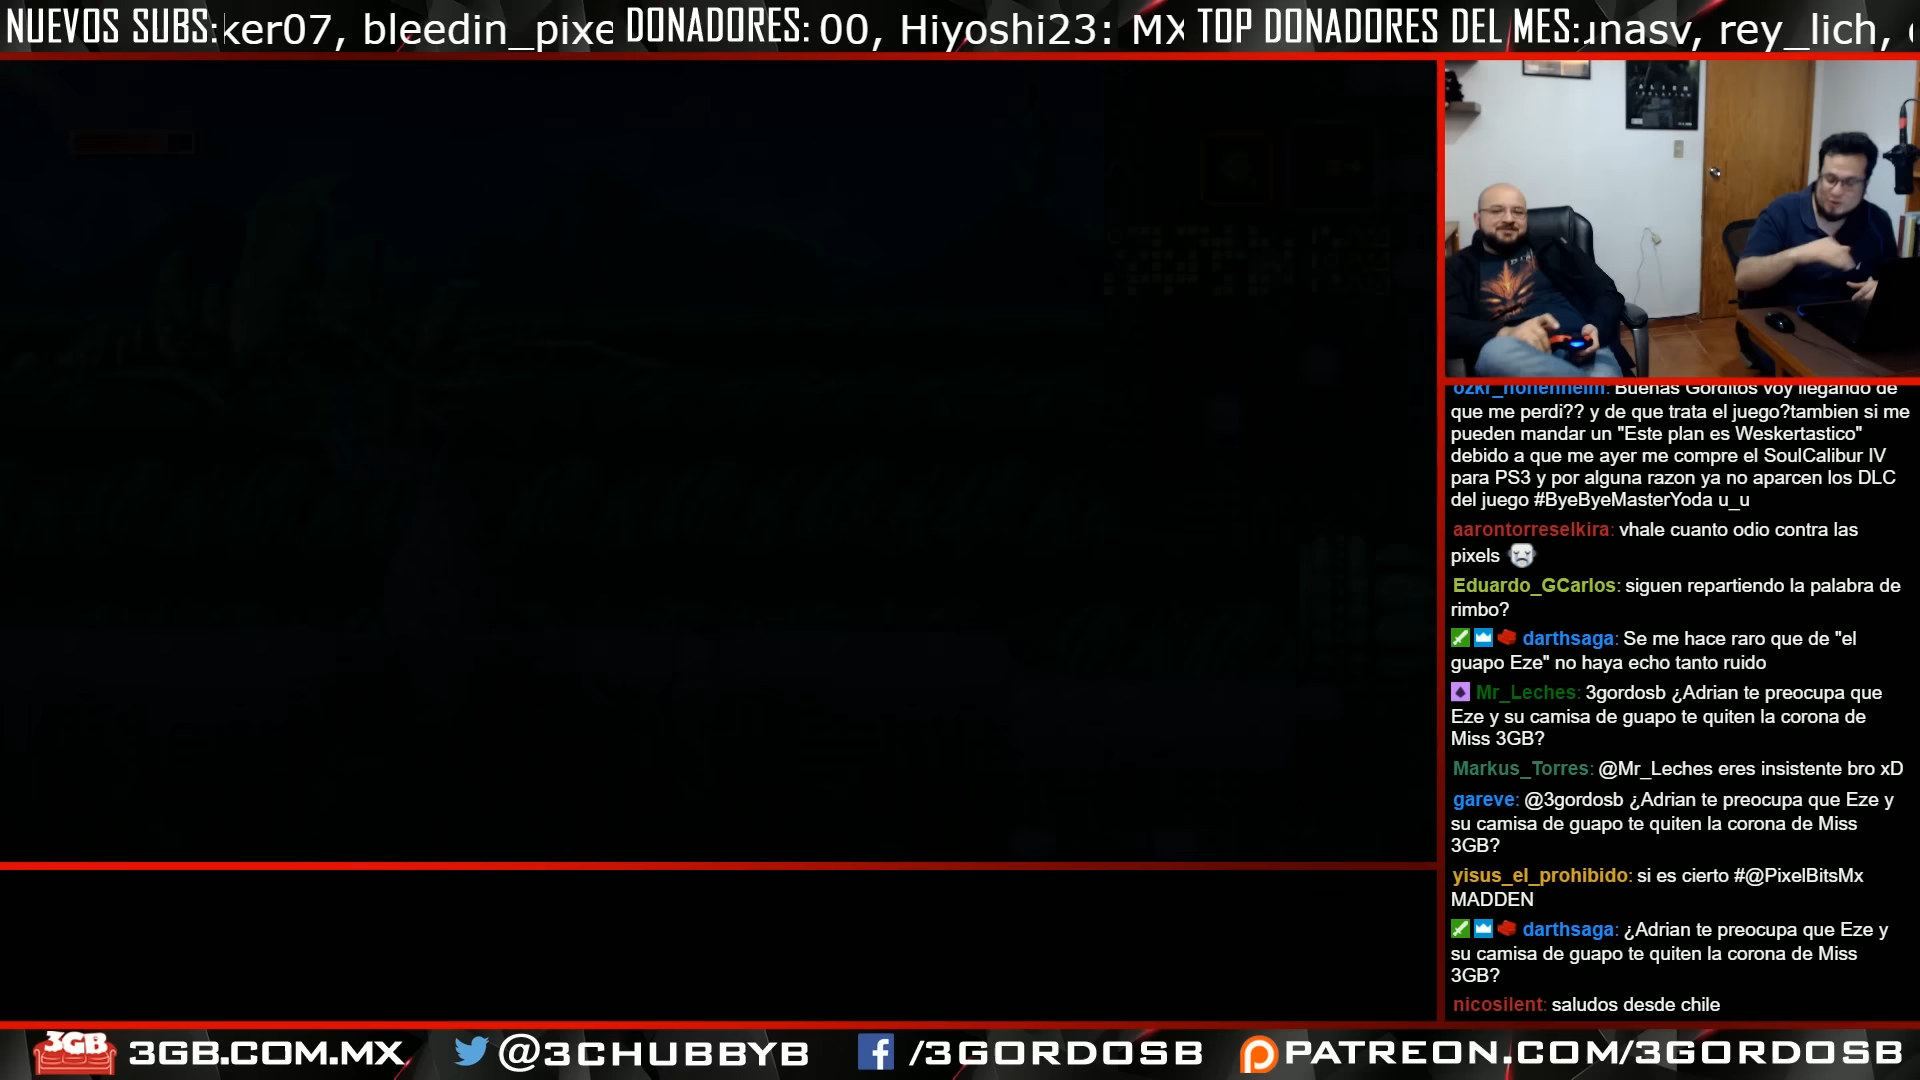 NUEVOS SUBS: ker07, bleedin_pixe DONADORES: 00, Hiyoshi23: MX TOP DONADORES DEL MES: unasv, rey_lich,
ALIEN
ozkr_hohenheim: Buenas Gorditos voy llegando de
que me perdi?? y de que trata el juego?tambien si me
pueden mandar un "Este plan es Weskertastico"
debido a que me ayer me compre el SoulCalibur IV
para PS3 y por alguna razon ya no aparcen los DLC
del juego #ByeByeMasterYoda u_u
aarontorreselkira: vhale cuanto odio contra las
pixels
Eduardo_GCarlos: siguen repartiendo la palabra de
rimbo?
darthsaga: Se me hace raro que de "el
guapo Eze" no haya echo tanto ruido
Mr_Leches: 3gordosb ¿Adrian te preocupa que
Eze y su camisa de guapo te quiten la corona de
Miss 3GB?
Markus_Torres: @Mr_Leches eres insistente bro xD
gareve: @3gordosb ¿Adrian te preocupa que Eze y
su camisa de guapo te quiten la corona de Miss
3GB?
yisus_el_prohibido: si es cierto #@PixelBitsMx
MADDEN
darthsaga: ¿Adrian te preocupa que Eze y
su camisa de guapo te quiten la corona de Miss
3GB?
nicosilent: saludos desde chile
3GB 3GB.COM.MX @3CHUBBYB /3GORDOSB PATREON.COM/3GORDOSB